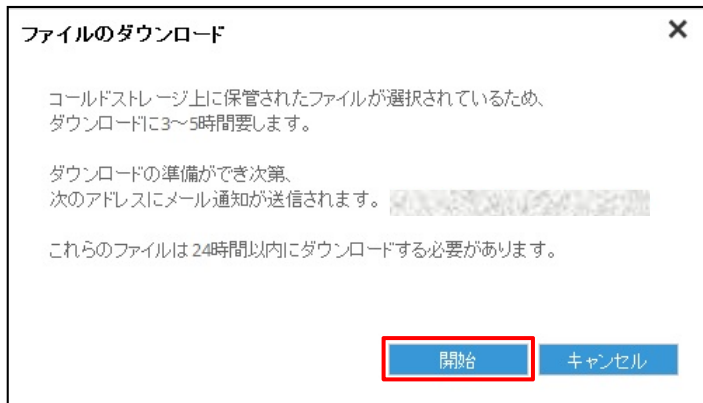 ファイルのダウンロード
コールドストレージ上に保管されたファイルが選択されているため、
ダウンロードに3～5時間要します。
ダウンロードの準備ができ次第、
次のアドレスにメール通知が送信されます。
これらのファイルは24時間以内にダウンロードする必要があります。
開始 キャンセル